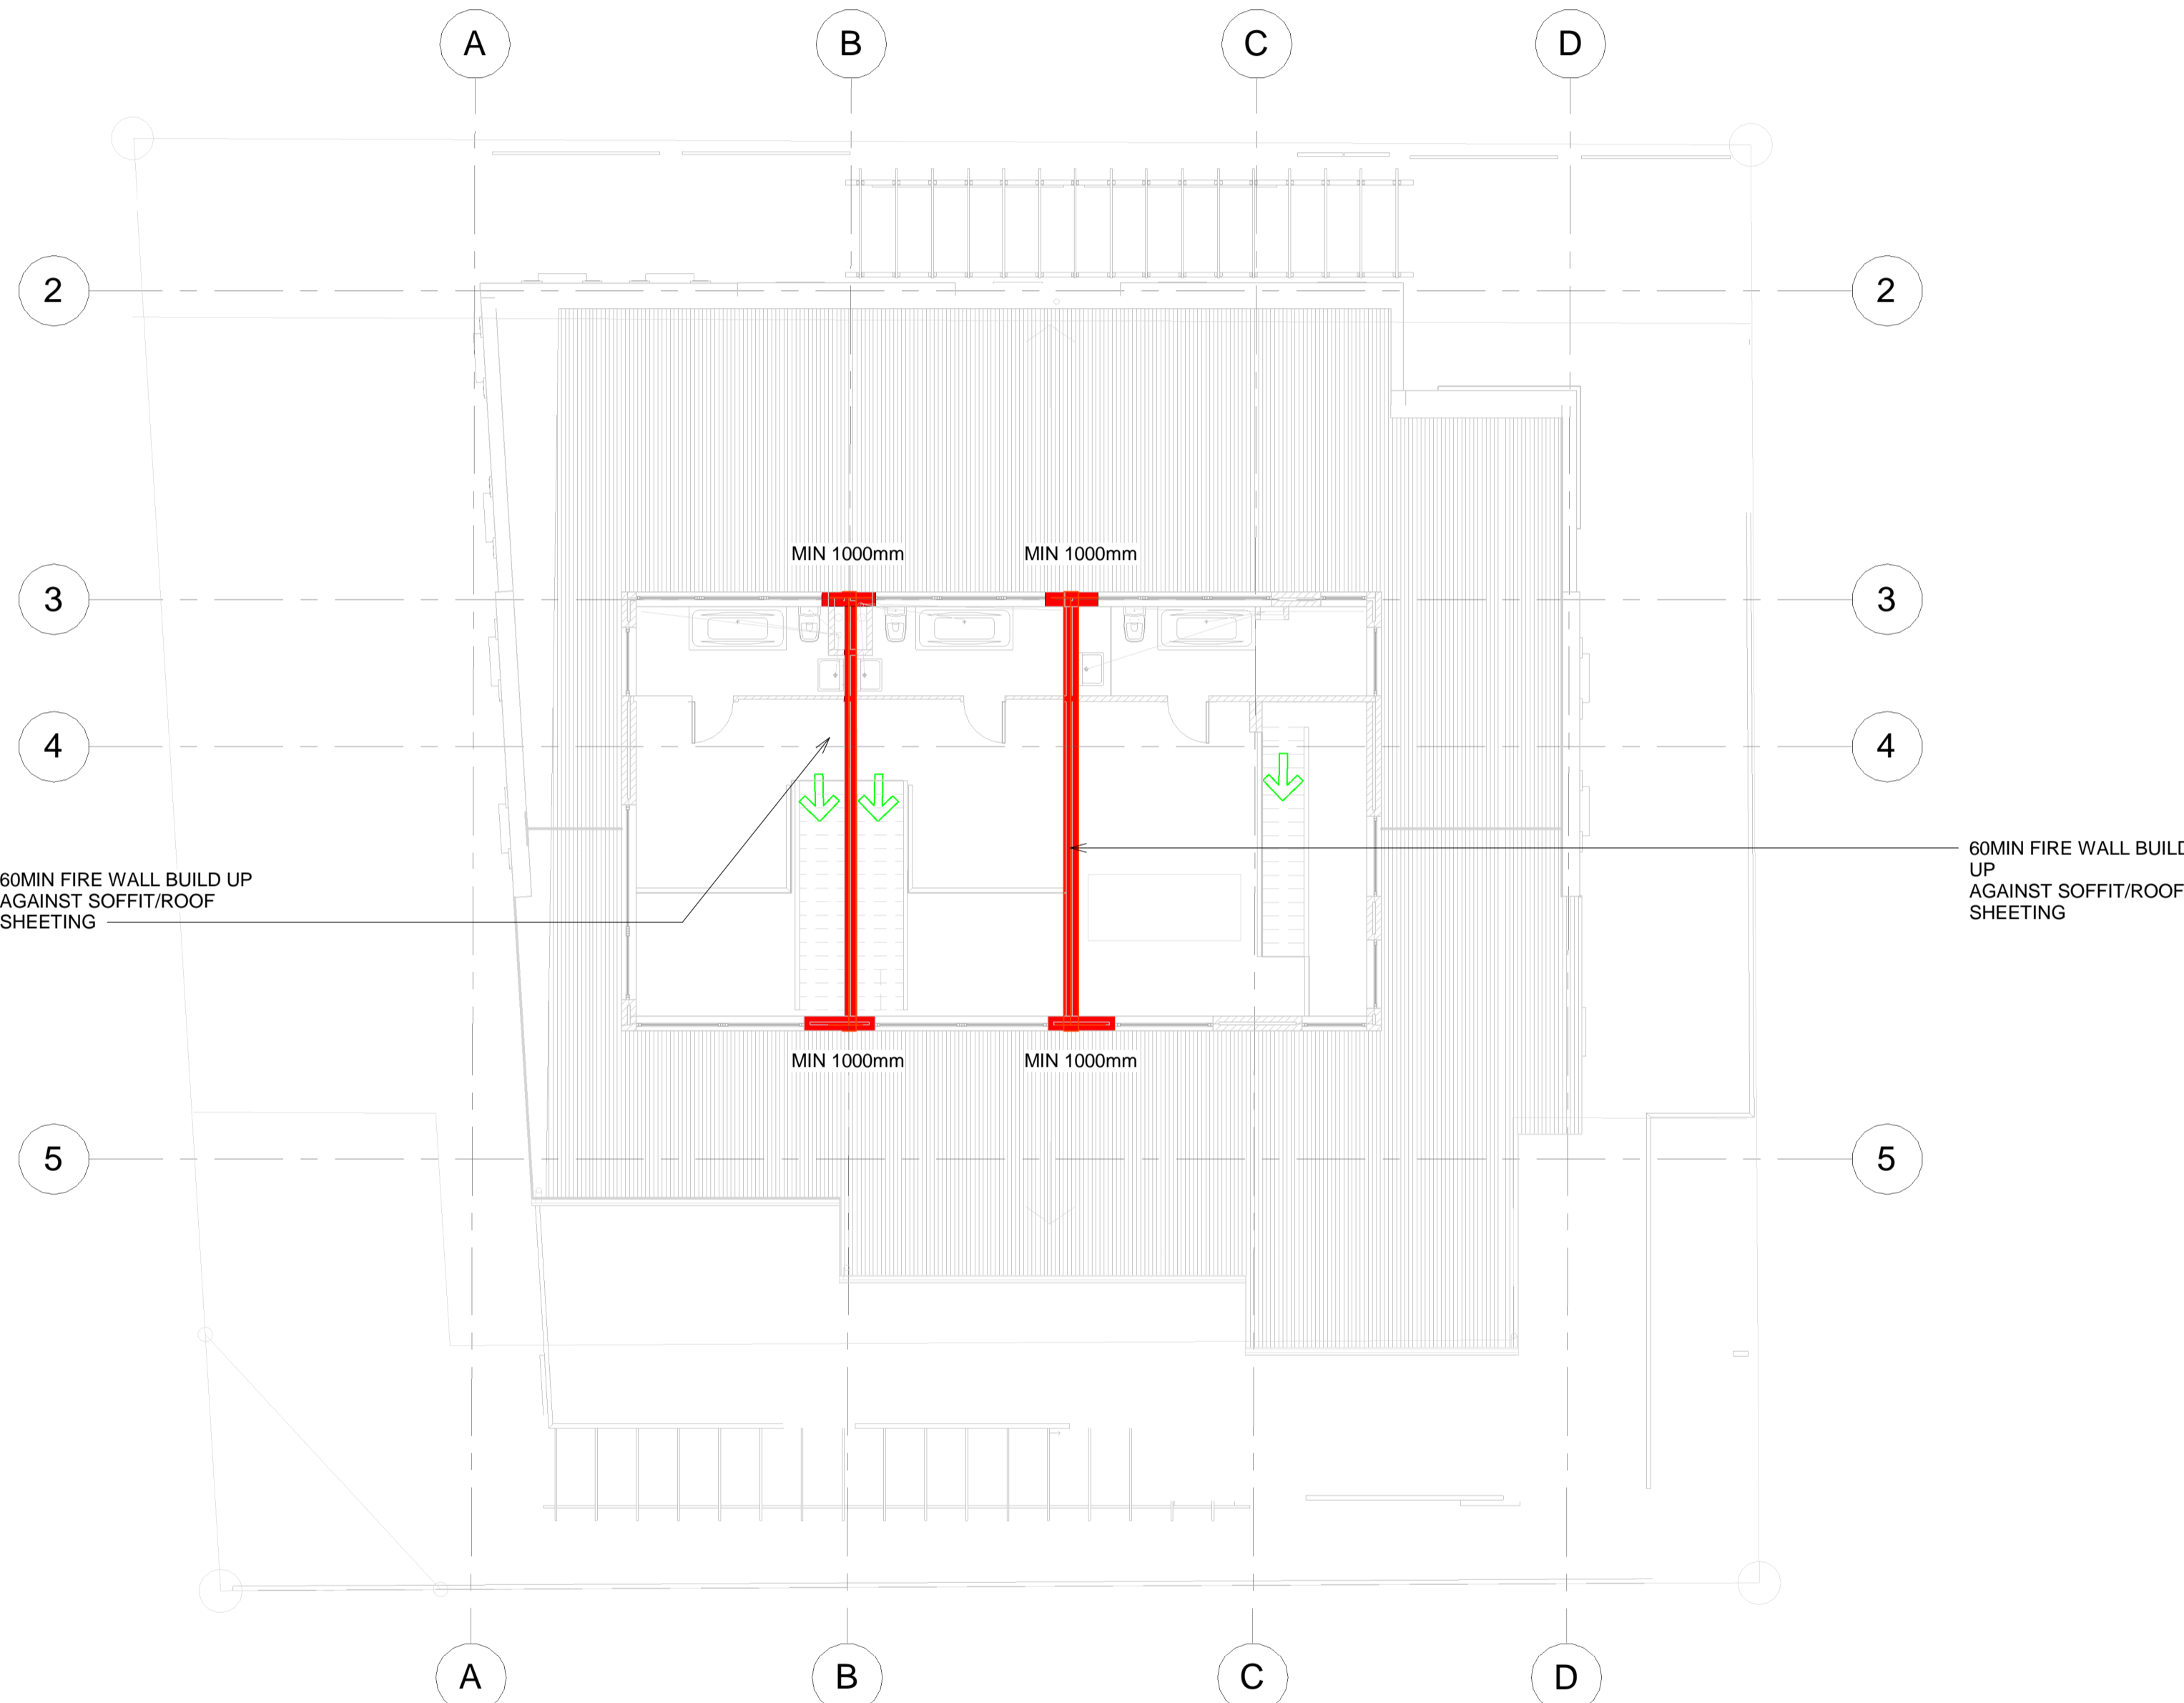 A
B
C
D
2
2
MIN 1000mm
MIN 1000mm
3
3
4
4
60MIN FIRE WALL BUILD UP
AGAINST SOFFIT/ROOF
SHEETING
60MIN FIRE WALL BUILD
UP
AGAINST SOFFIT/ROOF
SHEETING
MIN 1000mm
MIN 1000mm
5
5
A
B
C
D